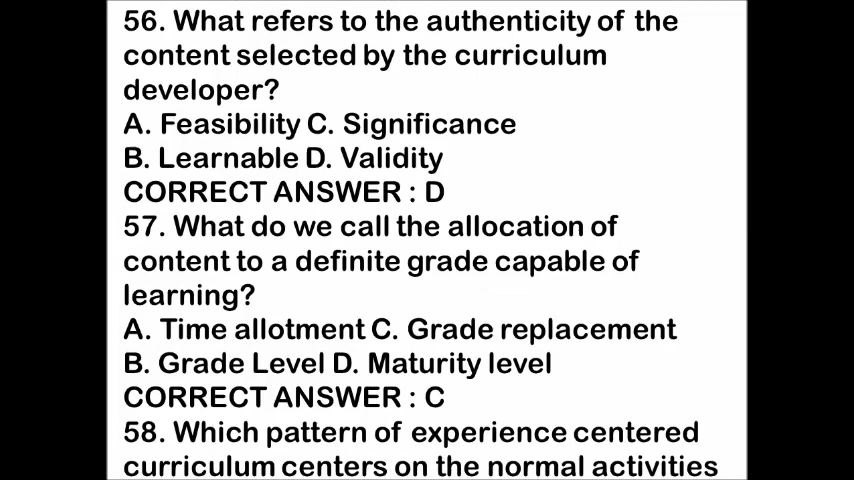 56. What refers to the authenticity of the
content selected by the curriculum
developer?
A. Feasibility C. Significance
B. Learnable D. Validity
CORRECT ANSWER : D
57. What do we call the allocation of
content to a definite grade capable of
learning?
A. Time allotment C. Grade replacement
B. Grade Level D. Maturity level
CORRECT ANSWER : C
58. Which pattern of experience centered
curriculum centers on the normal activities